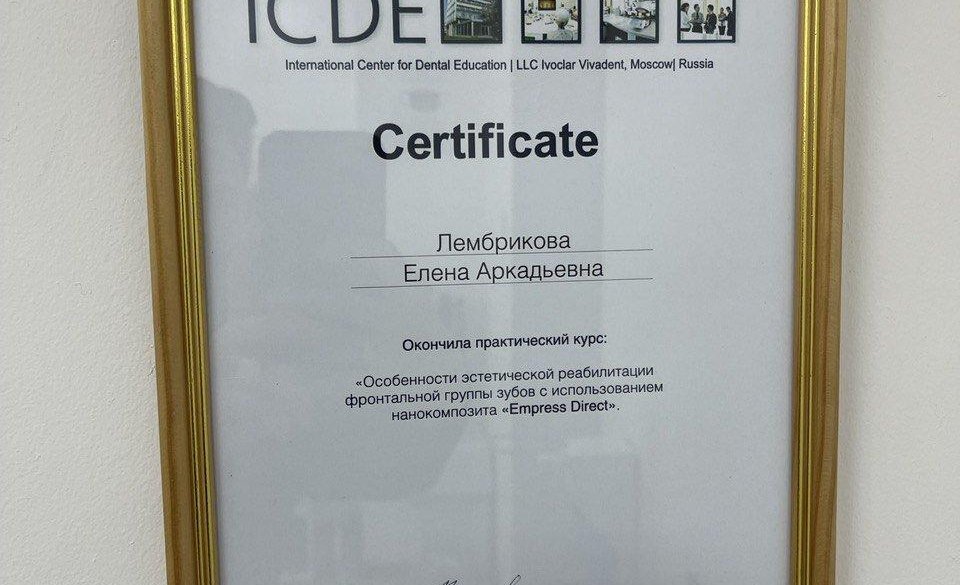 ICDE
International Center for Dental Education | LLC Ivoclar Vivadent, Moscow| Russia
Certificate
Лембрикова
Елена Аркадьевна
Окончила практический курс:
«Особенности эстетической реабилитации
фронтальной группы зубов с использованием
нанокомпозита «Empress Direct».